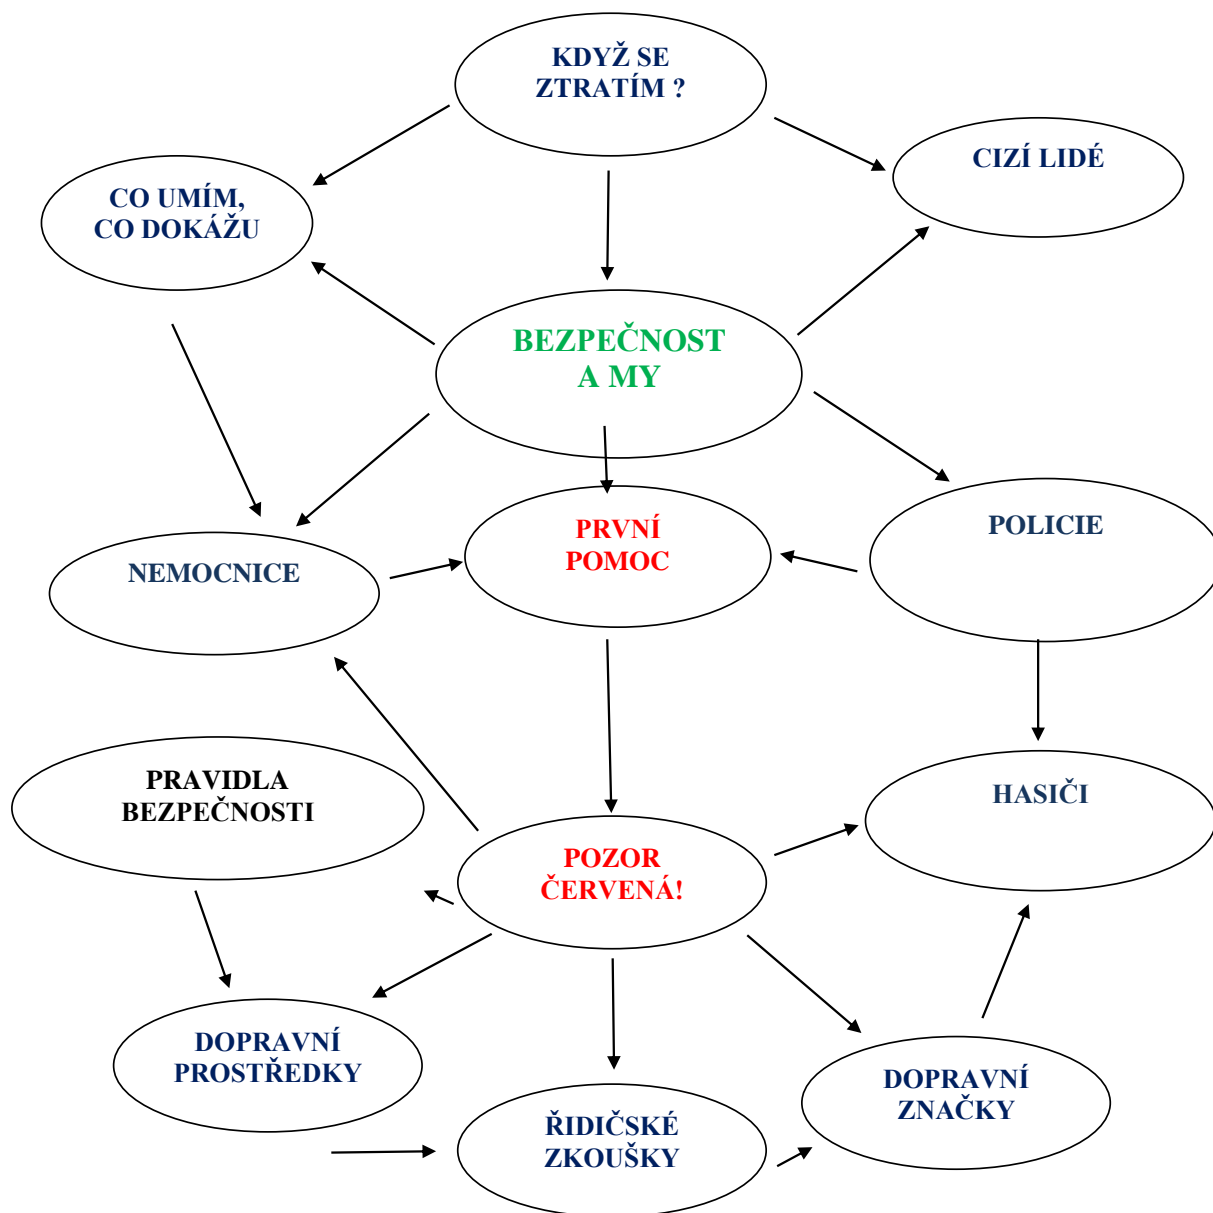 KDYŽ SE
ZTRATÍM ?
CIZÍ LIDÉ
CO UMÍM,
CO DOKÁŽU
BEZPEČNOST
A MY
PRVNÍ
POMOC
POLICIE
NEMOCNICE
PRAVIDLA
BEZPEČNOSTI
HASIČI
POZOR
ČERVENÁ!
DOPRAVNÍ
PROSTŘEDKY
DOPRAVNÍ
ZNAČKY
ŘIDIČSKÉ
ZKOUŠKY